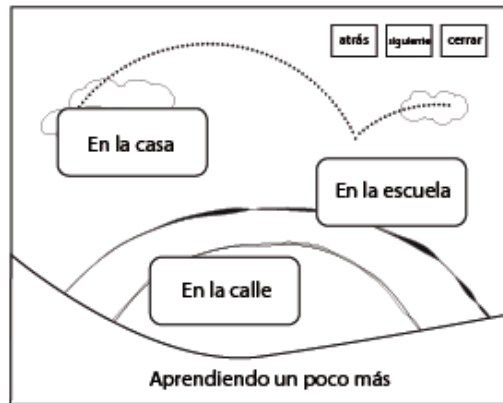 atrás
siguiente
cerrar
En la casa
En la escuela
En la calle
Aprendiendo un poco más